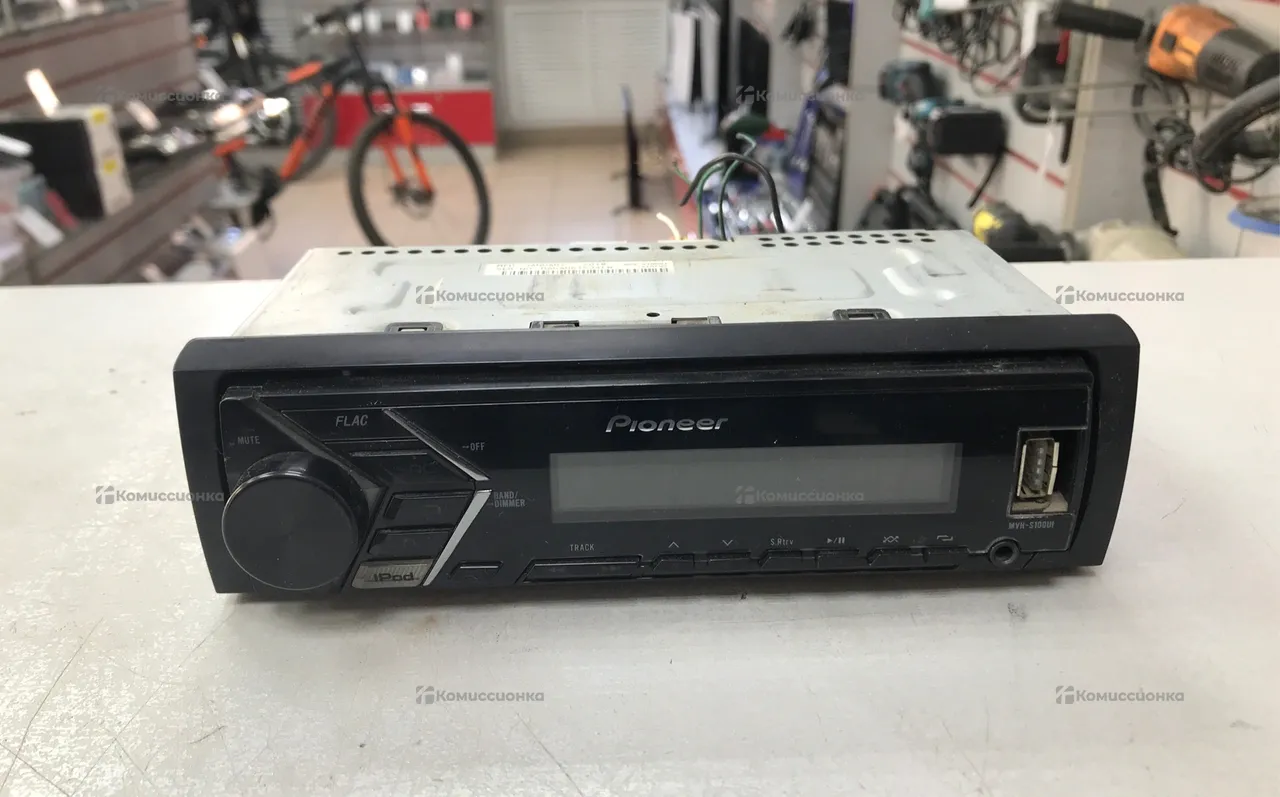 Комиссионка
Комиссионка
Комиссионка
Комиссионка
Pioneer
FLAC
MUTE
OFF
BAND/
DIMMER
Комиссионка
Комиссионка
MVH-S100UI
TRACK
S.Rtrv
iPod
Комиссионка
Комиссионка